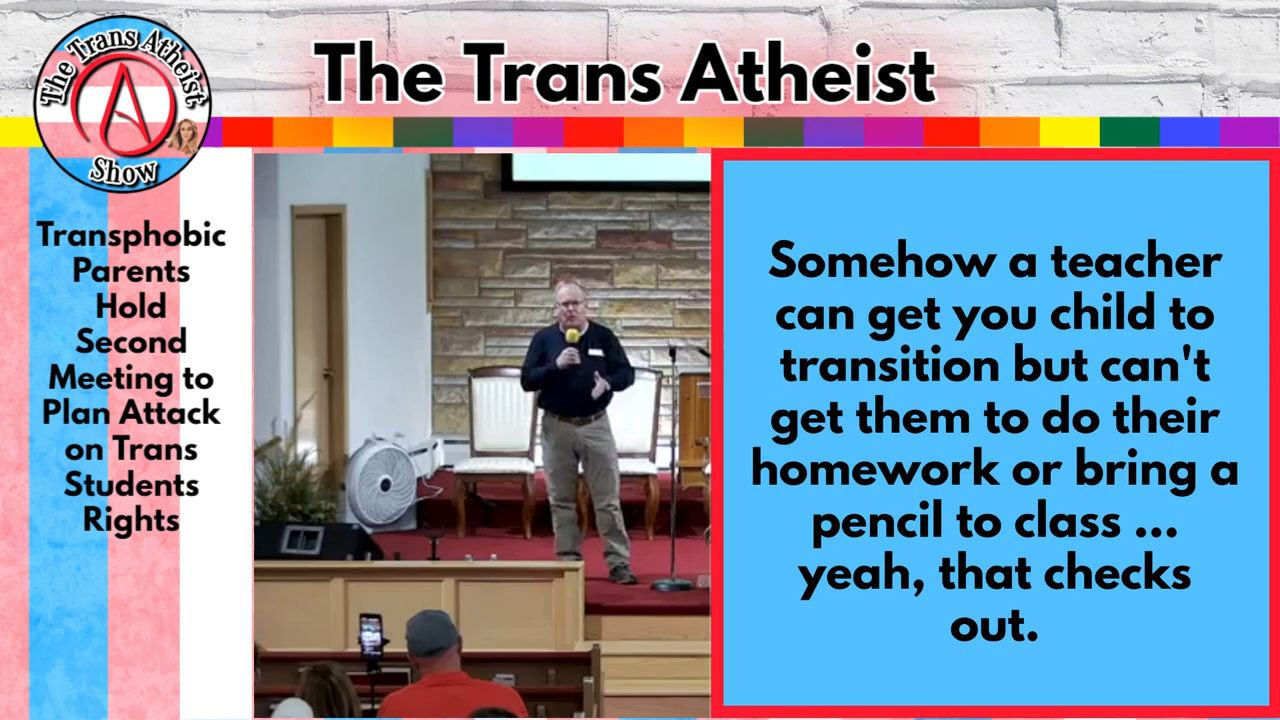 The Trans Atheist
Show
The Trans Atheist
Transphobic
Parents
Hold
Second
Meeting to
Plan Attack
on Trans
Students
Rights
Somehow a teacher
can get you child to
transition but can't
get them to do their
homework or bring a
pencil to class ...
yeah, that checks
out.